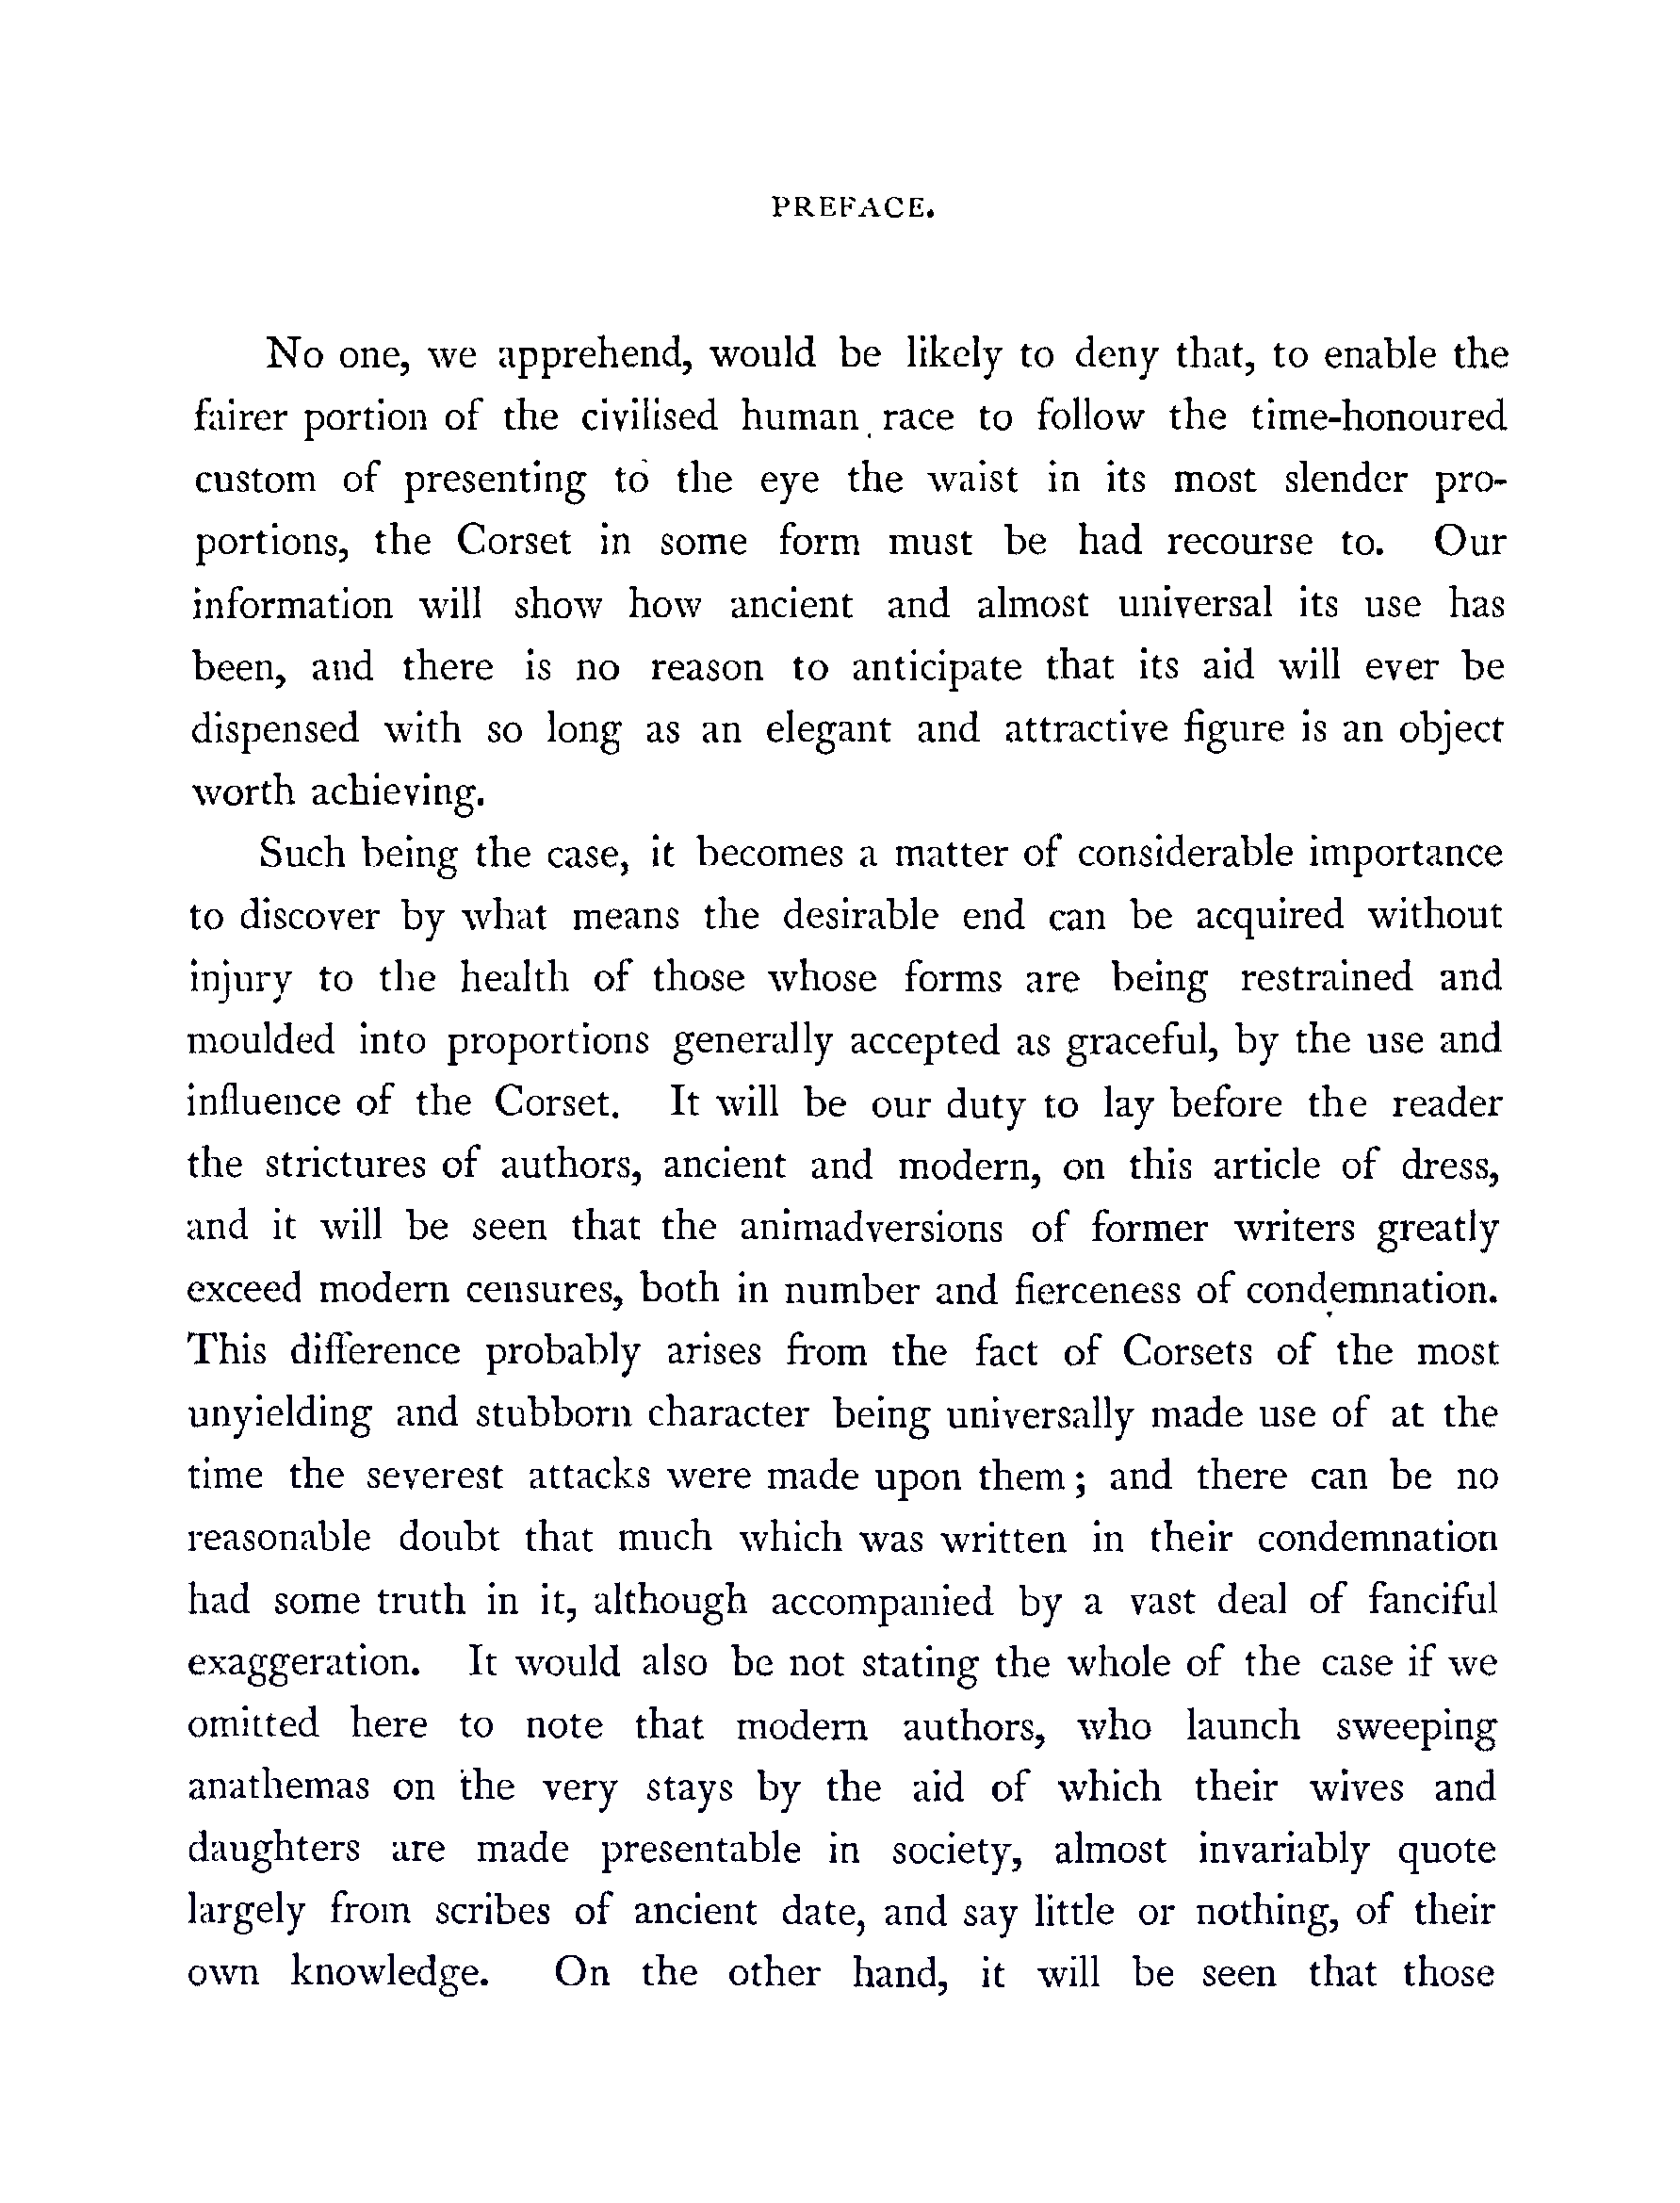 PREFACE.
No one, we apprehend, would be likely to deny that, to enable the
fairer portion of the civilised human race to follow the time-honoured
custom of presenting to the eye the waist in its most slender pro-
portions, the Corset in some form must be had recourse to. Our
information will show how ancient and almost universal its use has
been, and there is no reason to anticipate that its aid will ever be
dispensed with so long as an elegant and attractive figure is an object
worth achieving.
Such being the case, it becomes a matter of considerable importance
to discover by what means the desirable end can be acquired without
injury to the health of those whose forms are being restrained and
moulded into proportions generally accepted as graceful, by the use and
influence of the Corset. It will be our duty to lay before the reader
the strictures of authors, ancient and modern, on this article of dress,
and it will be seen that the animadversions of former writers greatly
exceed modern censures, both in number and fierceness of condemnation.
This difference probably arises from the fact of Corsets of the most
unyielding and stubborn character being universally made use of at the
time the severest attacks were made upon them; and there can be no
reasonable doubt that much which was written in their condemnation
had some truth in it, although accompanied by a vast deal of fanciful
exaggeration. It would also be not stating the whole of the case if we
omitted here to note that modern authors, who launch sweeping
anathemas on the very stays by the aid of which their wives and
daughters are made presentable in society, almost invariably quote
largely from scribes of ancient date, and say little or nothing, of their
own knowledge. On the other hand, it will be seen that those